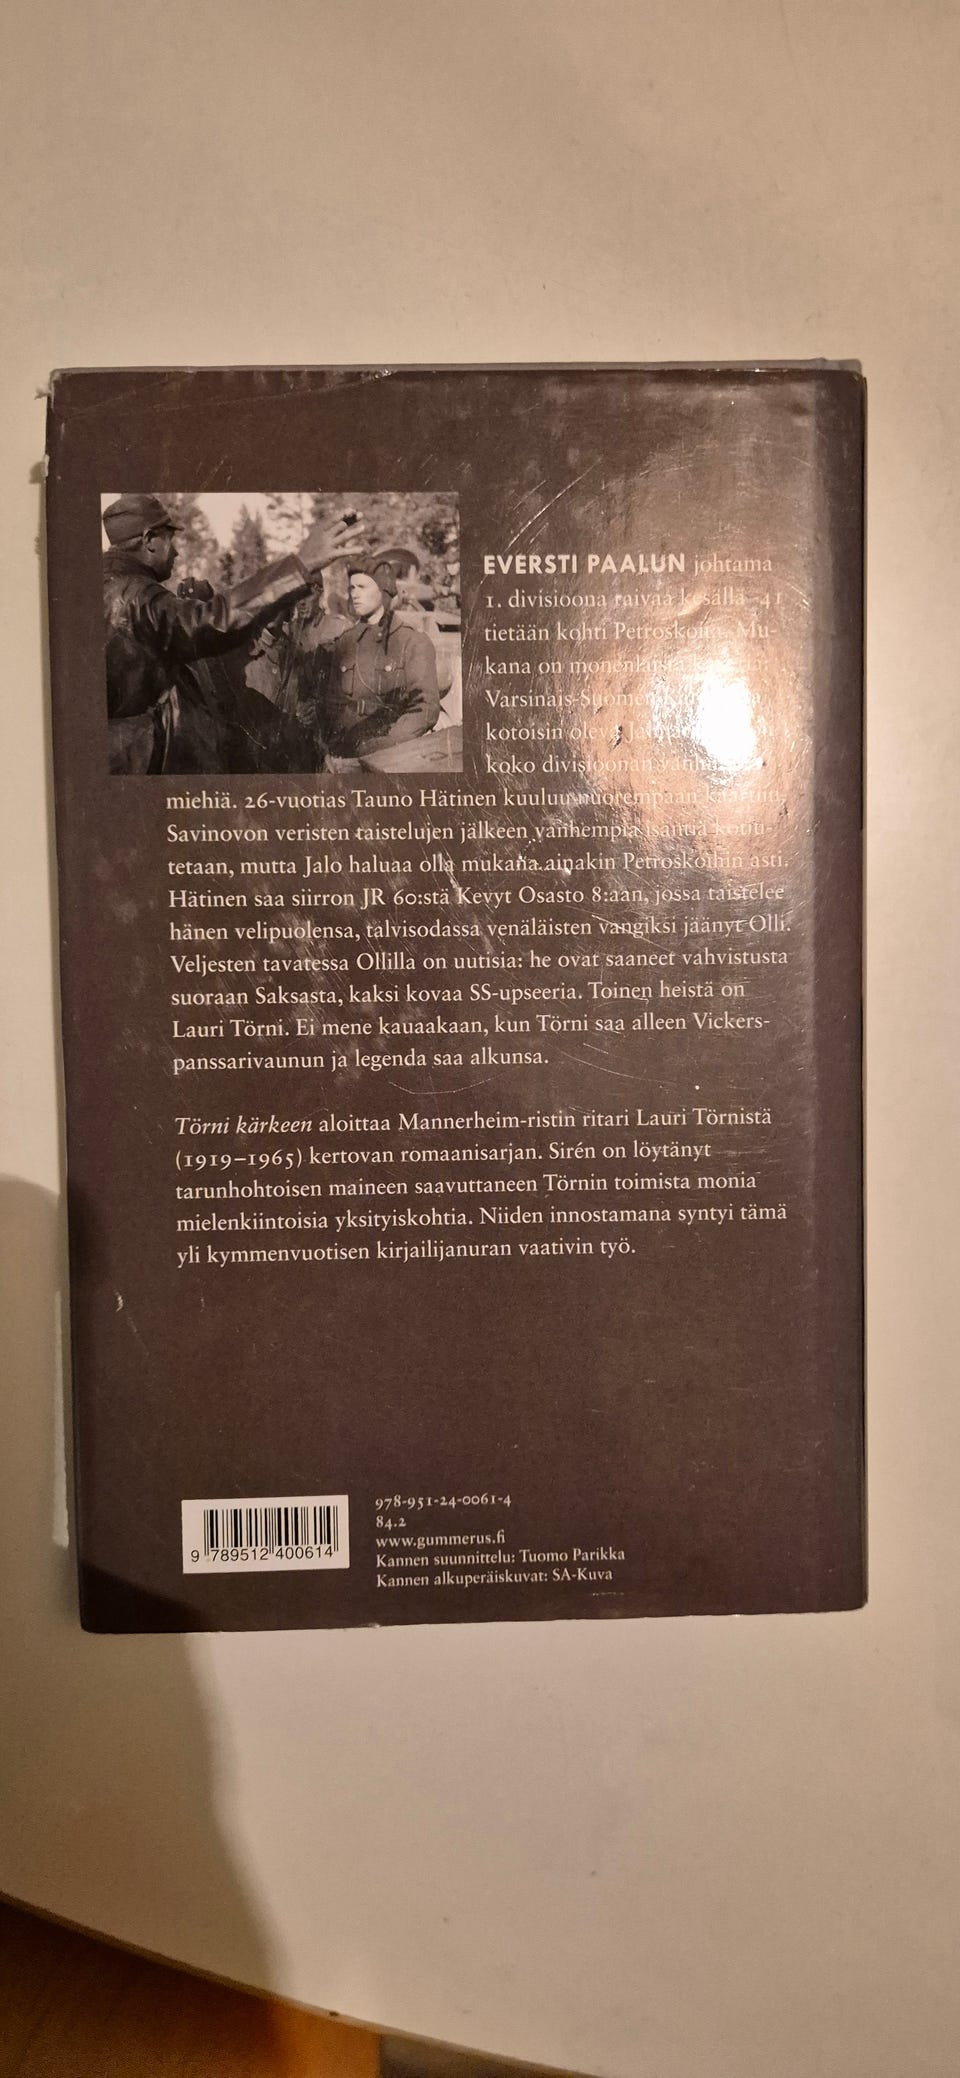 EVERSTI PAALUN johtama
1. divisioona raivaa kesällä -41
tietään kohti Petroskoita. Mu-
kana on monenlaista
Varsinais-Suomen
kotoisin oleva
koko divisioonan
miehiä. 26-vuotias Tauno Hätinen kuuluu nuorempaan kaartiin.
Savinovon veristen taistelujen jälkeen vanhempia isäntiä kotiu-
tetaan, mutta Jalo haluaa olla mukana ainakin Petroskoihin asti.
Hätinen saa siirron JR 60:stä Kevyt Osasto 8:aan, jossa taistelee
hänen velipuolensa, talvisodassa venäläisten vangiksi jäänyt Olli.
Veljesten tavatessa Ollilla on uutisia: he ovat saaneet vahvistusta
suoraan Saksasta, kaksi kovaa SS-upseeria. Toinen heistä on
Lauri Törni. Ei mene kauaakaan, kun Törni saa alleen Vickers-
panssarivaunun ja legenda saa alkunsa.
Törni kärkeen aloittaa Mannerheim-ristin ritari Lauri Törnistä
(1919–1965) kertovan romaanisarjan. Sirén on löytänyt
tarunhohtoisen maineen saavuttaneen Törnin toimista monia
mielenkiintoisia yksityiskohtia. Niiden innostamana syntyi tämä
yli kymmenvuotisen kirjailijanuran vaativin työ.
978-951-24-0061-4
84.2
www.gummerus.fi
Kannen suunnittelu: Tuomo Parikka
Kannen alkuperäiskuvat: SA-Kuva
9 789512 400614